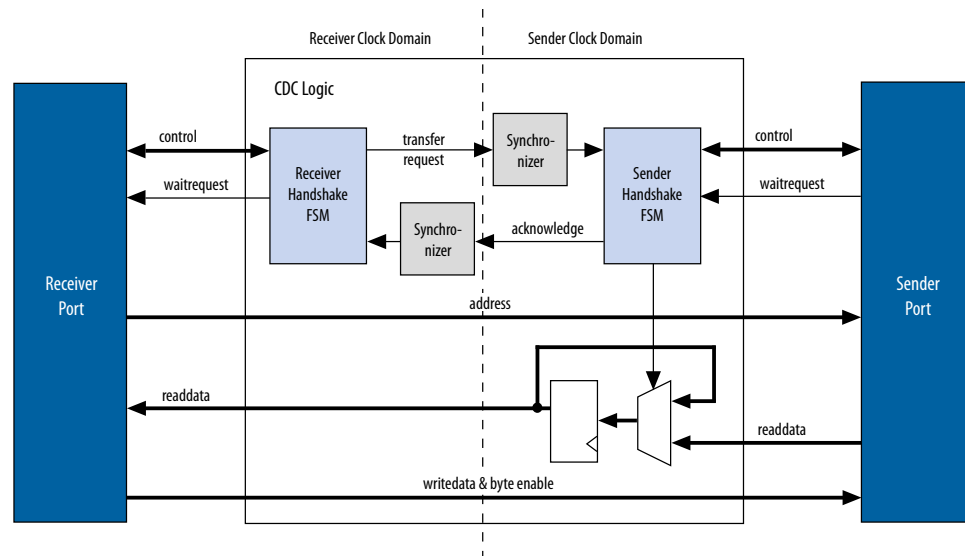 Receiver Clock Domain
Sender Clock Domain
CDC Logic
control
transfer
request
Synchro-
nizer
control
Receiver
Handshake
FSM
Sender
Handshake
FSM
waitrequest
waitrequest
Synchro-
nizer
acknowledge
Receiver
Port
Sender
Port
address
readdata
readdata
writedata & byte enable